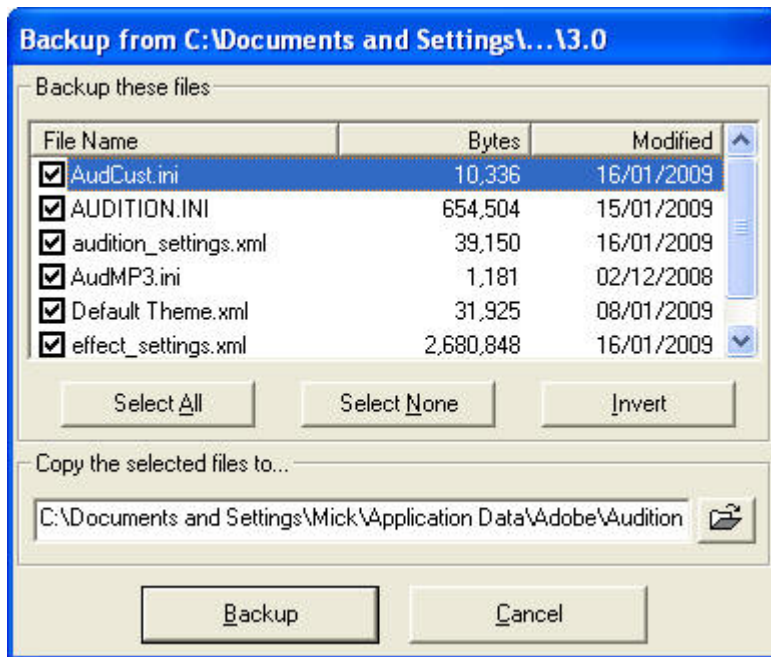 Backup from C:\Documents and Settings\...\3.0
Backup these files
File Name Bytes Modified
AudCust.ini 10,336 16/01/2009
AUDITION.INI 654,504 15/01/2009
audition_settings.xml 39,150 16/01/2009
AudMP3.ini 1,181 02/12/2008
Default Theme.xml 31,925 08/01/2009
effect_settings.xml 2,680,848 16/01/2009
Select All Select None Invert
Copy the selected files to...
C:\Documents and Settings\Mick\Application Data\Adobe\Audition
Backup Cancel